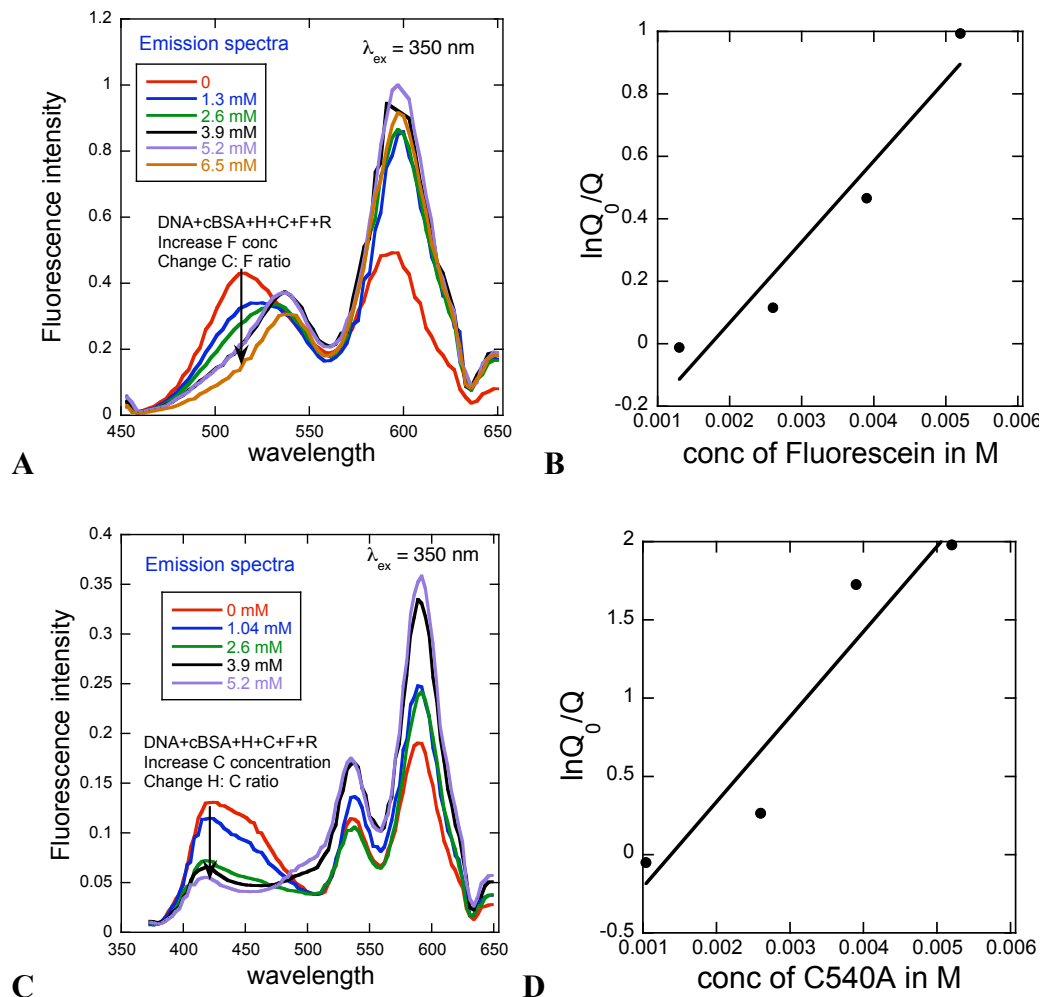 1.2
1
0.8
0.6
0.4
0.2
0
Fluorescence intensity
Emission spectra
λex = 350 nm
0
1.3 mM
2.6 mM
3.9 mM
5.2 mM
6.5 mM
DNA+cBSA+H+C+F+R
Increase F conc
Change C: F ratio
450 500 550 600 650
wavelength
A
1
0.8
0.6
0.4
0.2
0
-0.2
lnQ0/Q
0.001 0.002 0.003 0.004 0.005 0.006
conc of Fluorescein in M
B
0.4
0.35
0.3
0.25
0.2
0.15
0.1
0.05
0
Fluorescence intensity
Emission spectra
λex = 350 nm
0 mM
1.04 mM
2.6 mM
3.9 mM
5.2 mM
DNA+cBSA+H+C+F+R
Increase C concentration
Change H: C ratio
350 400 450 500 550 600 650
wavelength
C
2
1.5
1
0.5
0
-0.5
lnQ0/Q
0.001 0.002 0.003 0.004 0.005 0.006
conc of C540A in M
D